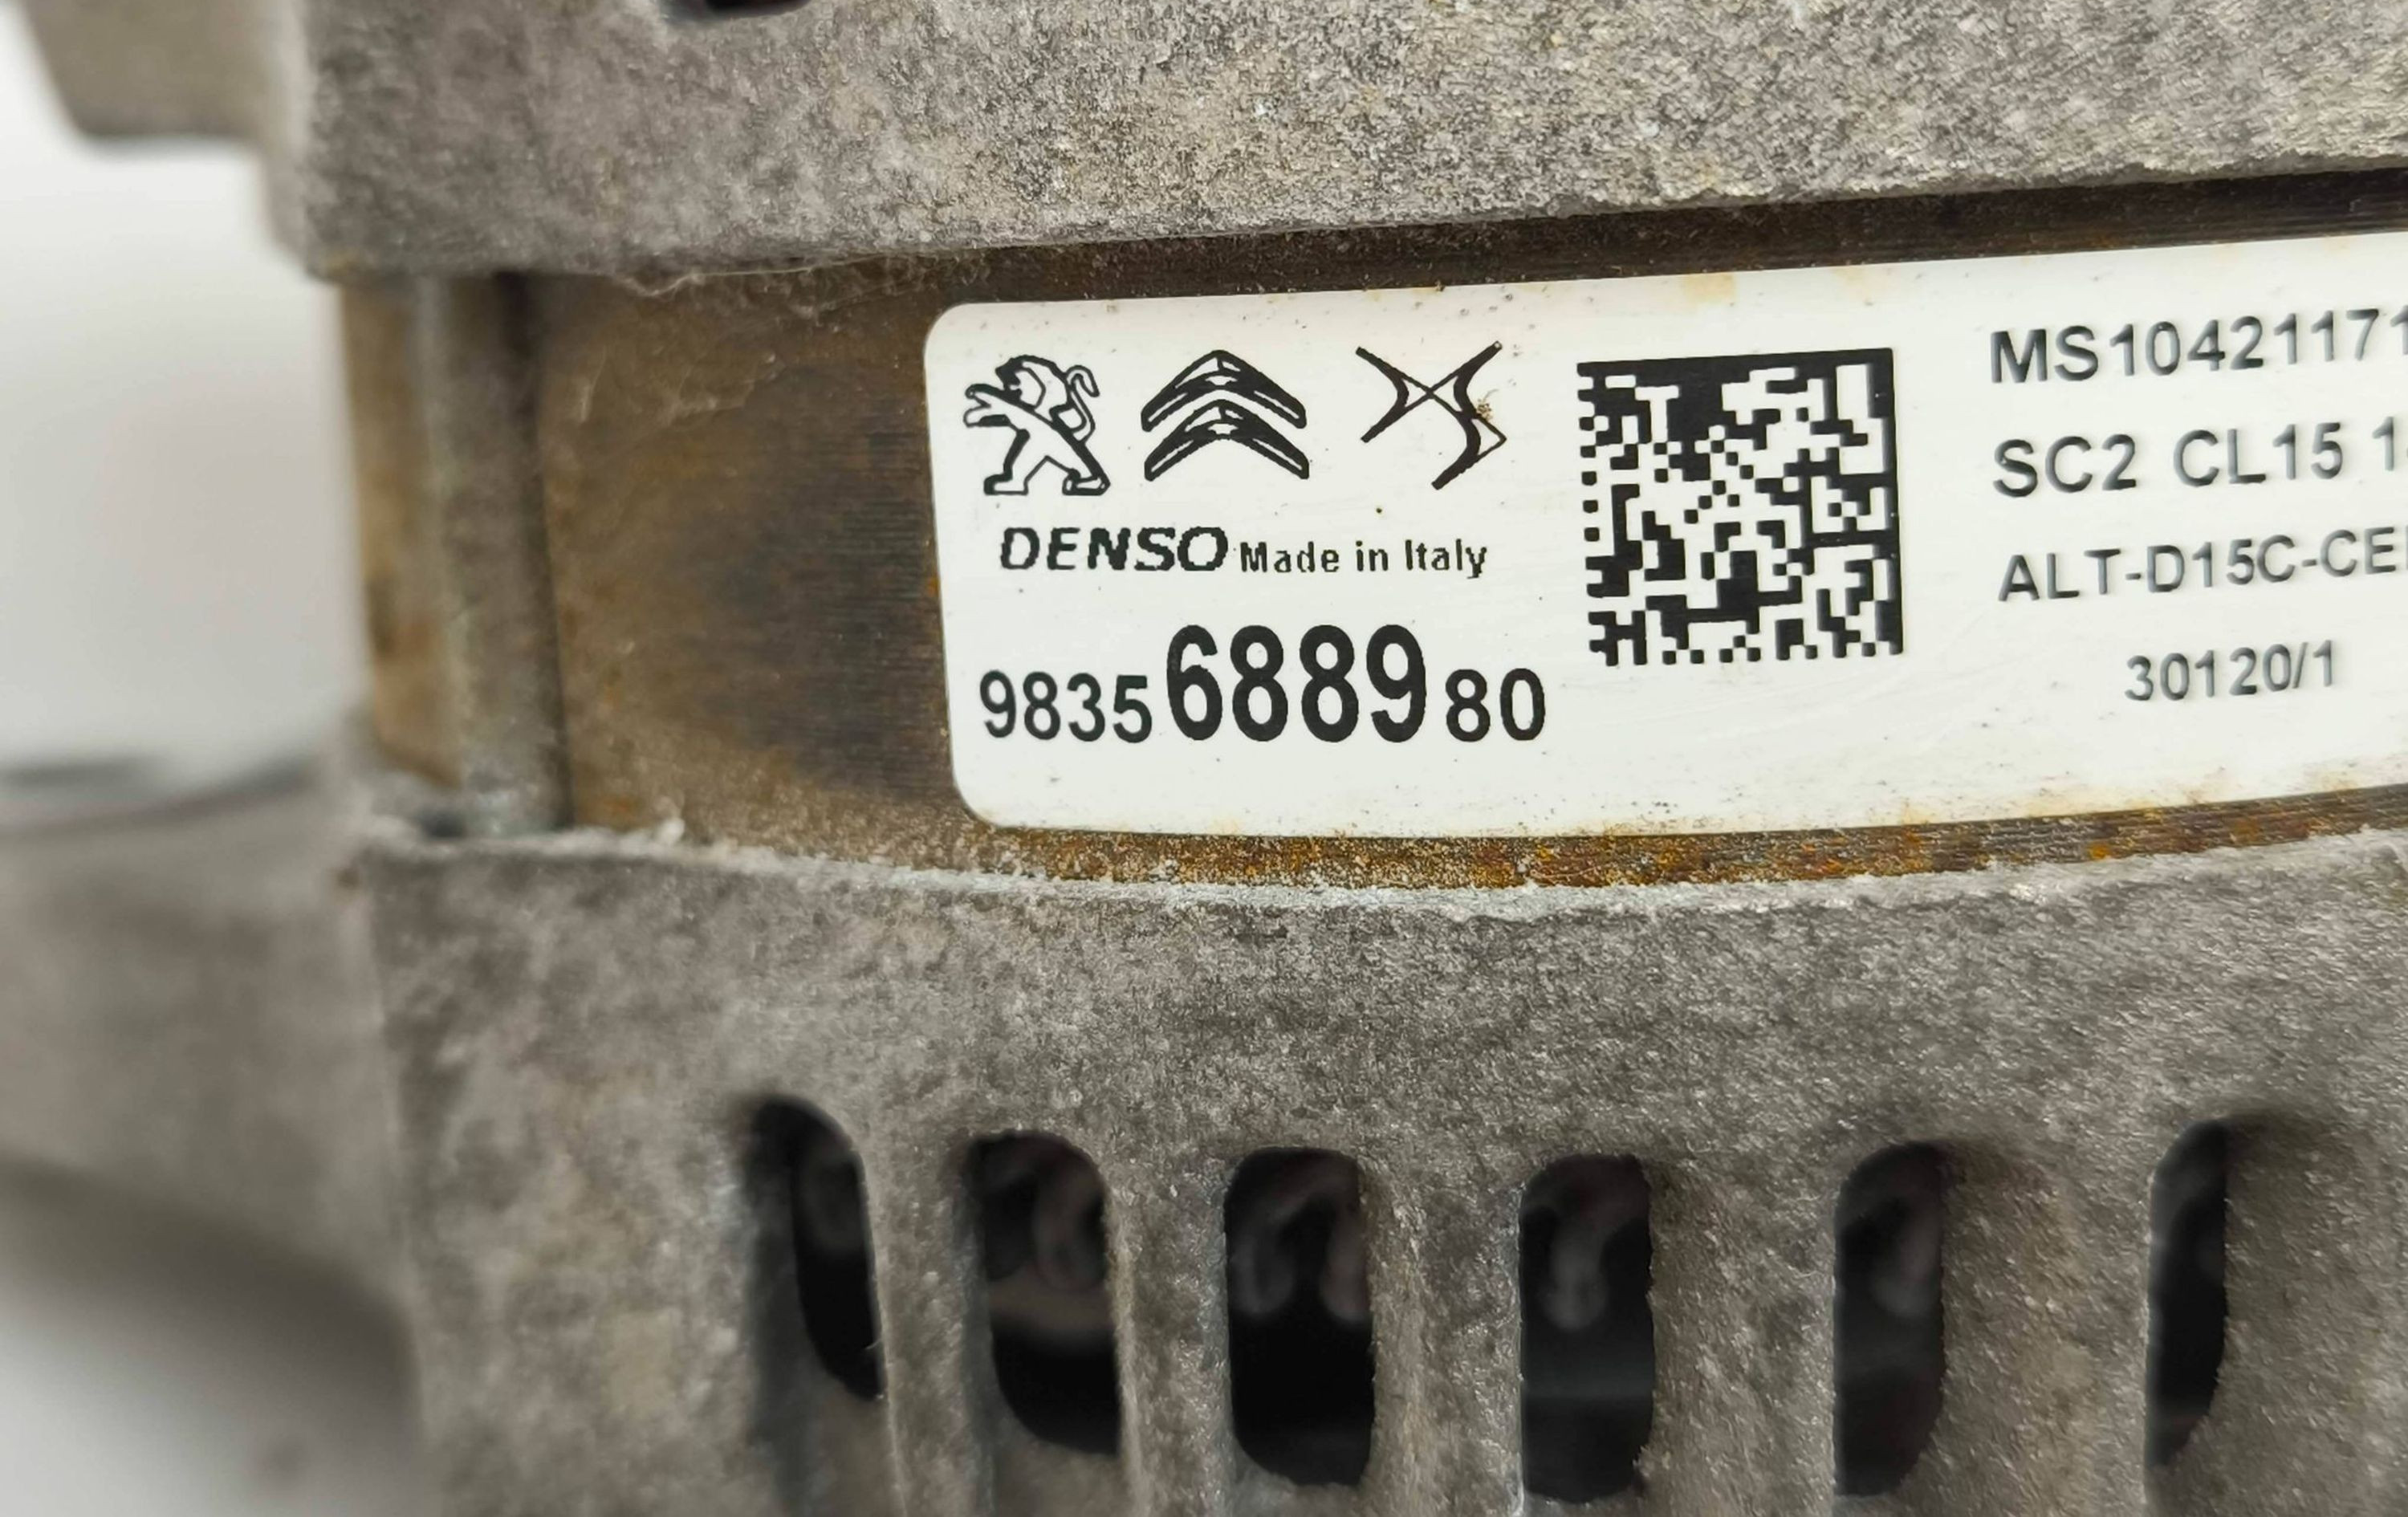 DENSO Made in Italy
9835688980
MS10421171
SC2 CL15
ALT-D15C-CE
30120/1